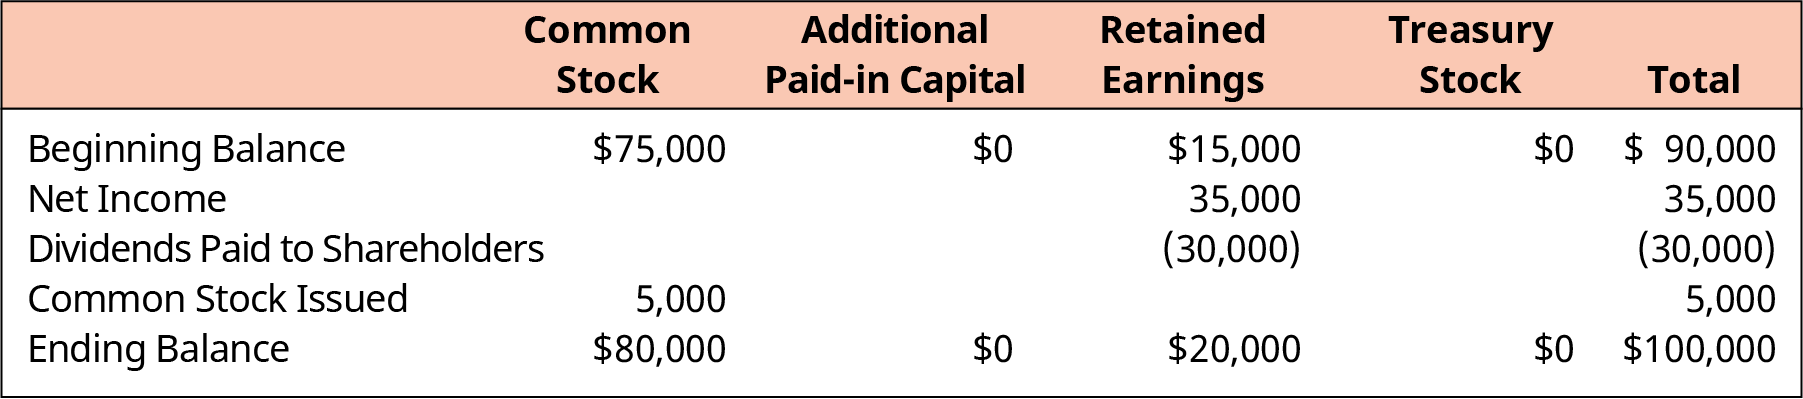 Common Additional Retained Treasury
Stock Paid-in Capital Earnings Stock Total
Beginning Balance $75,000 $0 $15,000 $0 $ 90,000
Net Income 35,000 35,000
Dividends Paid to Shareholders (30,000) (30,000)
Common Stock Issued 5,000 5,000
Ending Balance $80,000 $0 $20,000 $0 $100,000